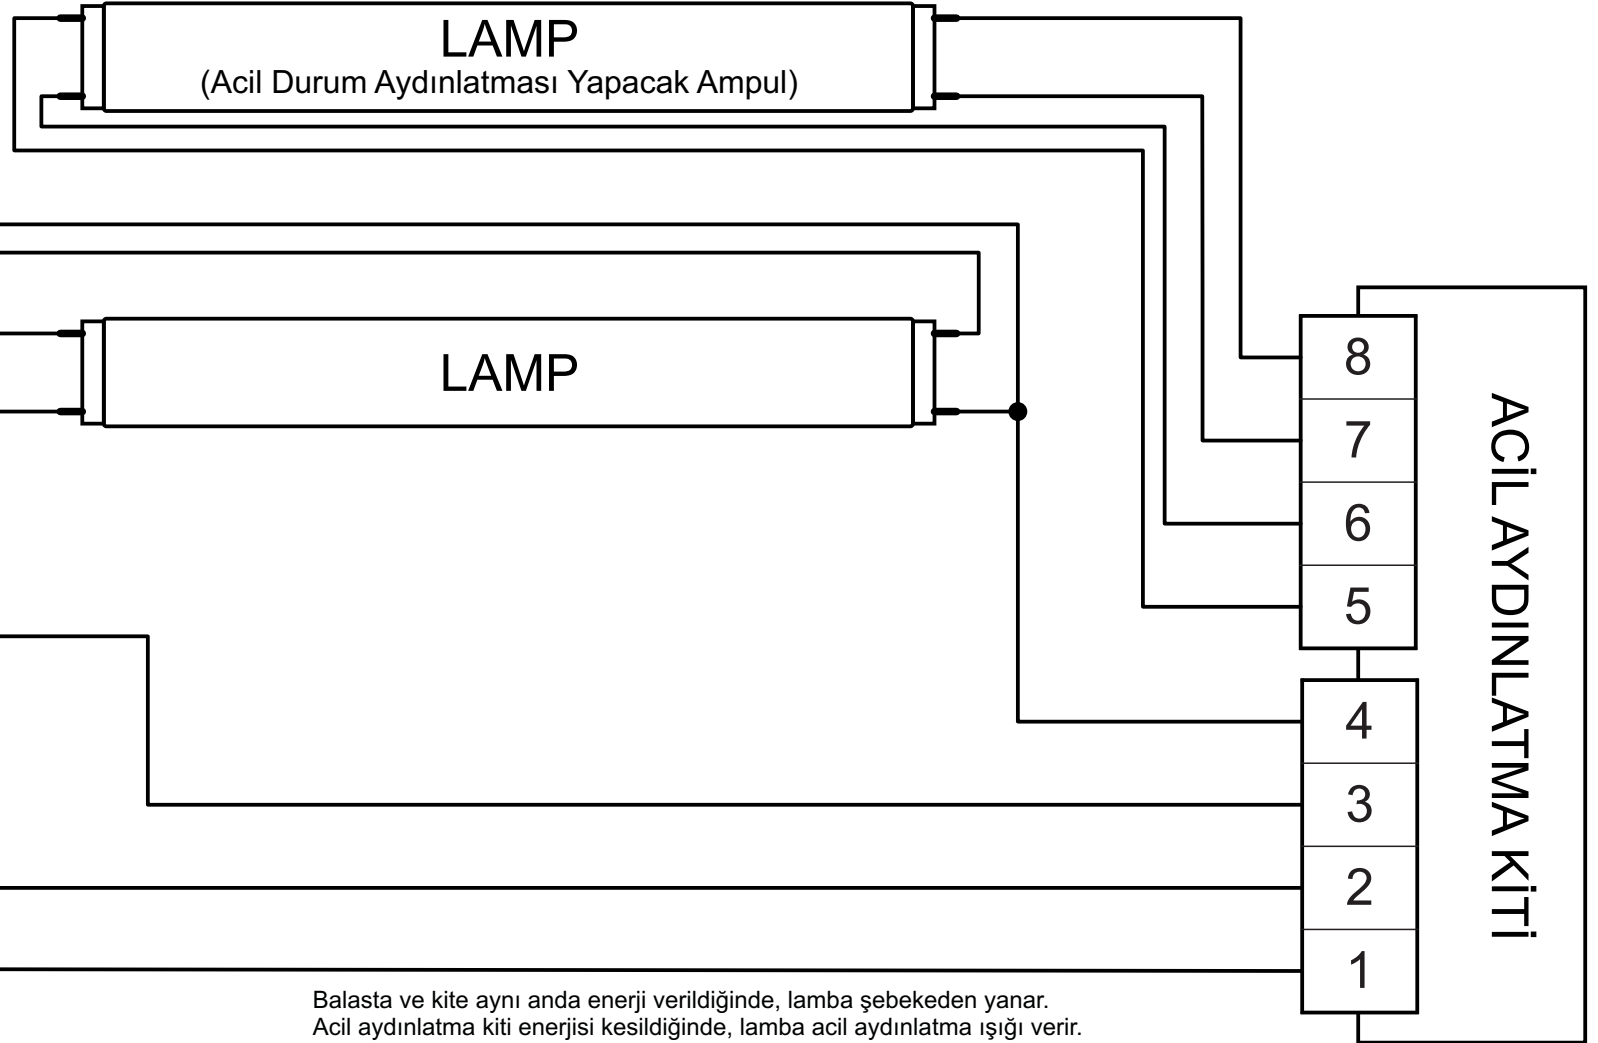 LAMP
(Acil Durum Aydınlatması Yapacak Ampul)
LAMP
8
7
6
5
4
3
2
1
ACİL AYDINLATMA KİTİ
Balasta ve kite aynı anda enerji verildiğinde, lamba şebekeden yanar.
Acil aydınlatma kiti enerjisi kesildiğinde, lamba acil aydınlatma ışığı verir.